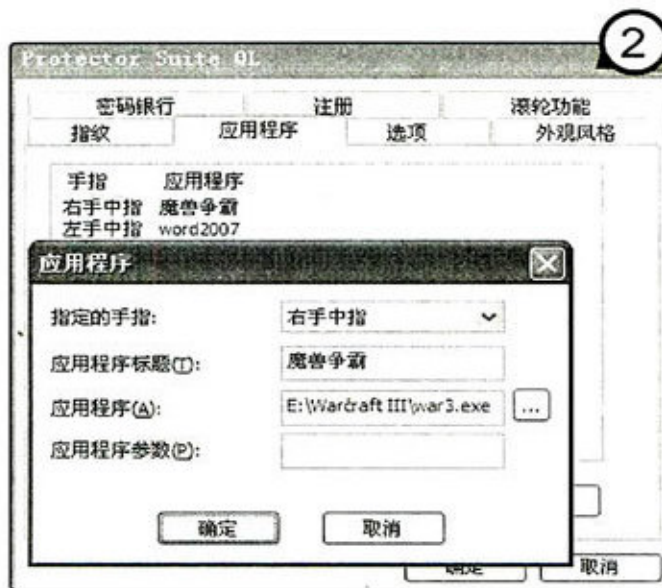 ②
Protector Suite QL
密码银行 注册 滚轮功能
指纹 应用程序 选项 外观风格
手指 应用程序
右手中指 魔兽争霸
左手中指 word2007
应用程序
指定的手指: 右手中指
应用程序标题(T): 魔兽争霸
应用程序(A): E:\Warcraft III\war3.exe ...
应用程序参数(P):
确定 取消
确定 取消